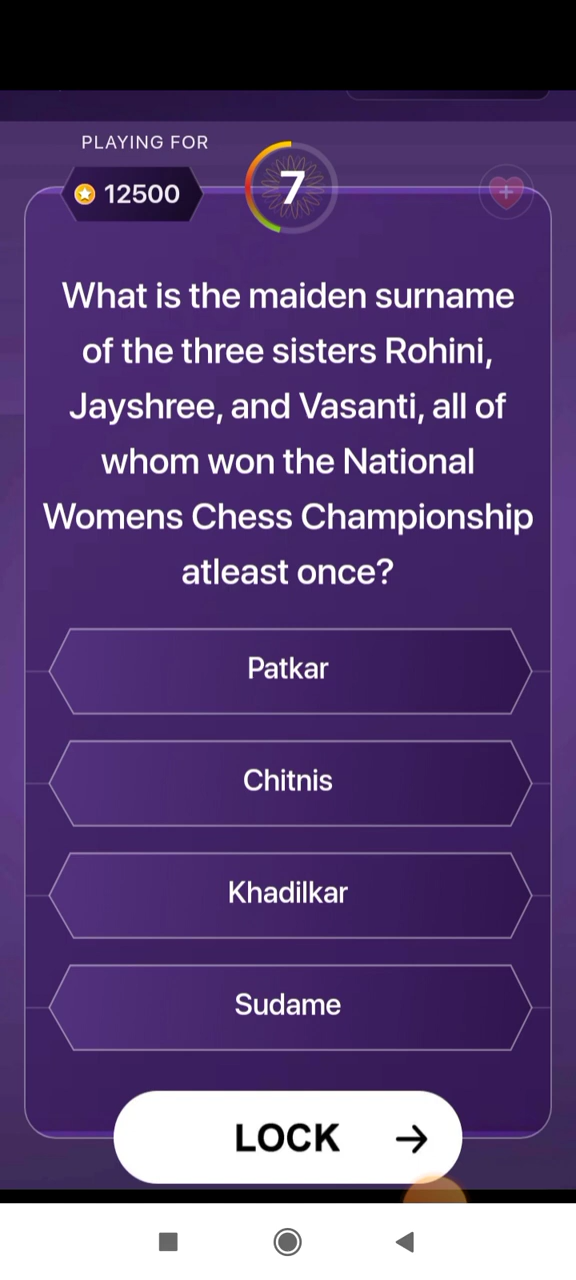 PLAYING FOR
12500
7
What is the maiden surname
of the three sisters Rohini,
Jayshree, and Vasanti, all of
whom won the National
Womens Chess Championship
atleast once?
Patkar
Chitnis
Khadilkar
Sudame
LOCK